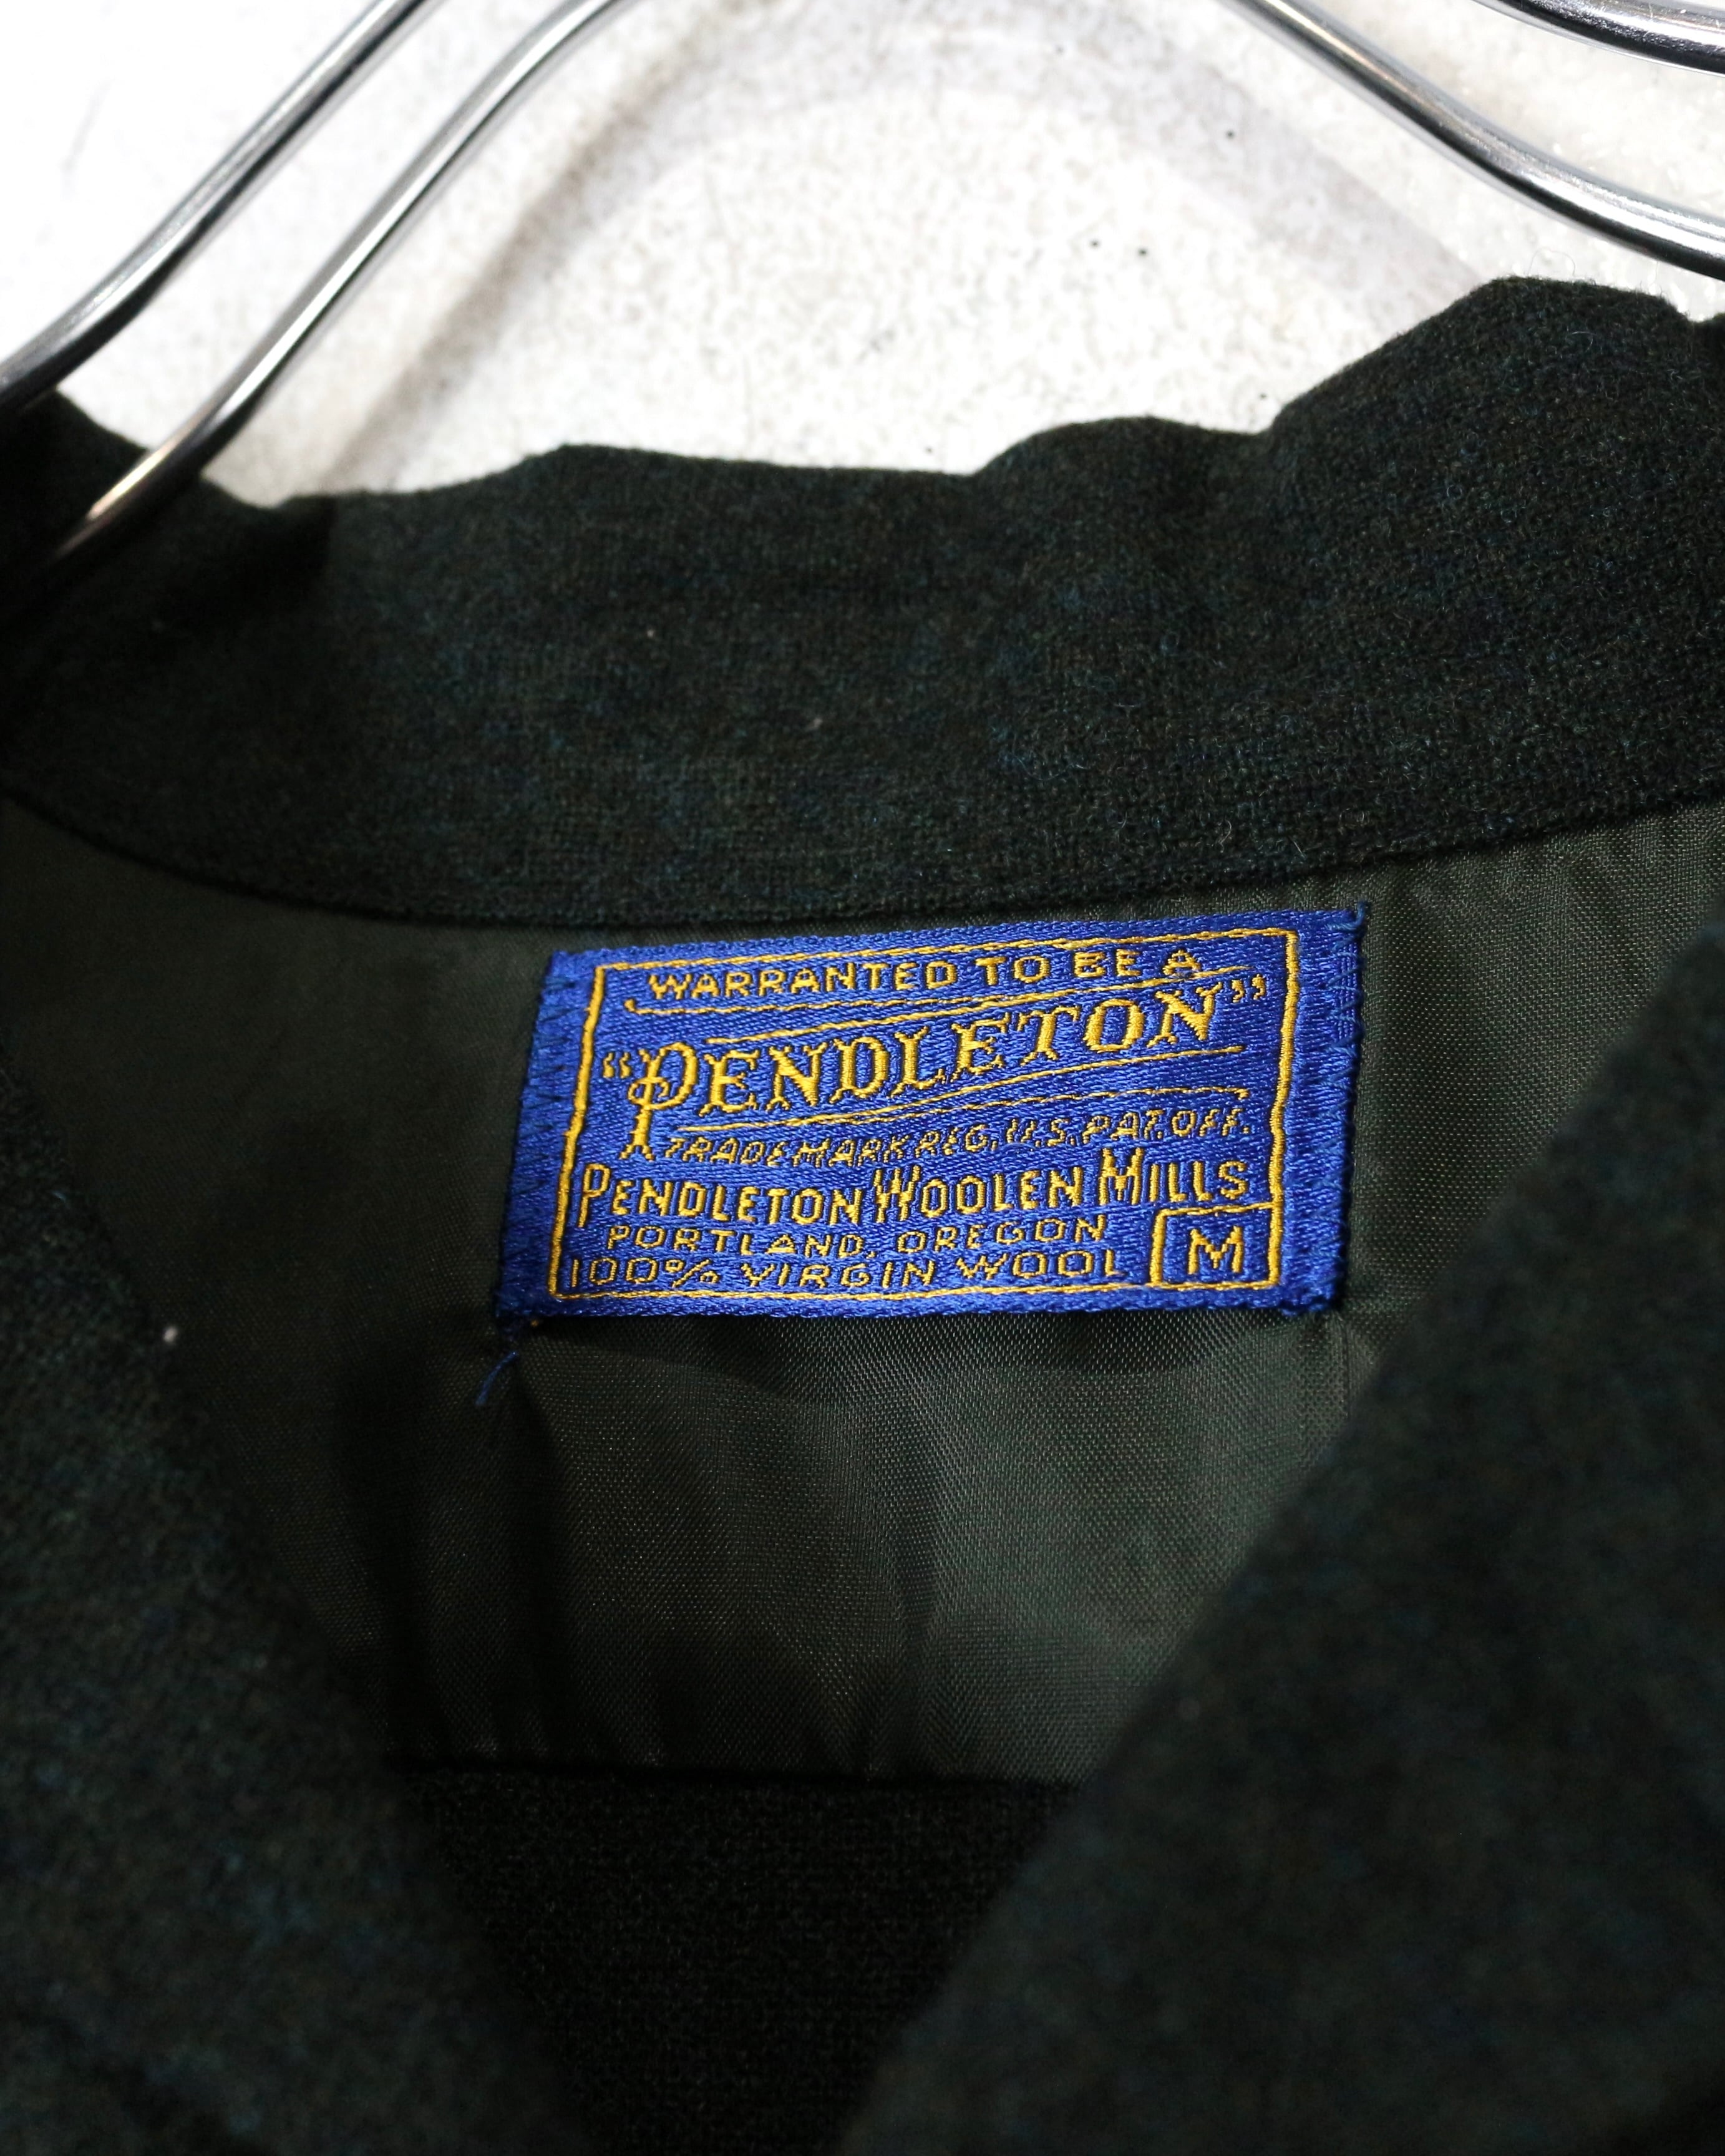 WARRANTED TO BE A
“PENDLETON”
TRADE MARK REG. U.S. PAT. OFF.
PENDLETON WOOLEN MILLS
PORTLAND, OREGON
100% VIRGIN WOOL M